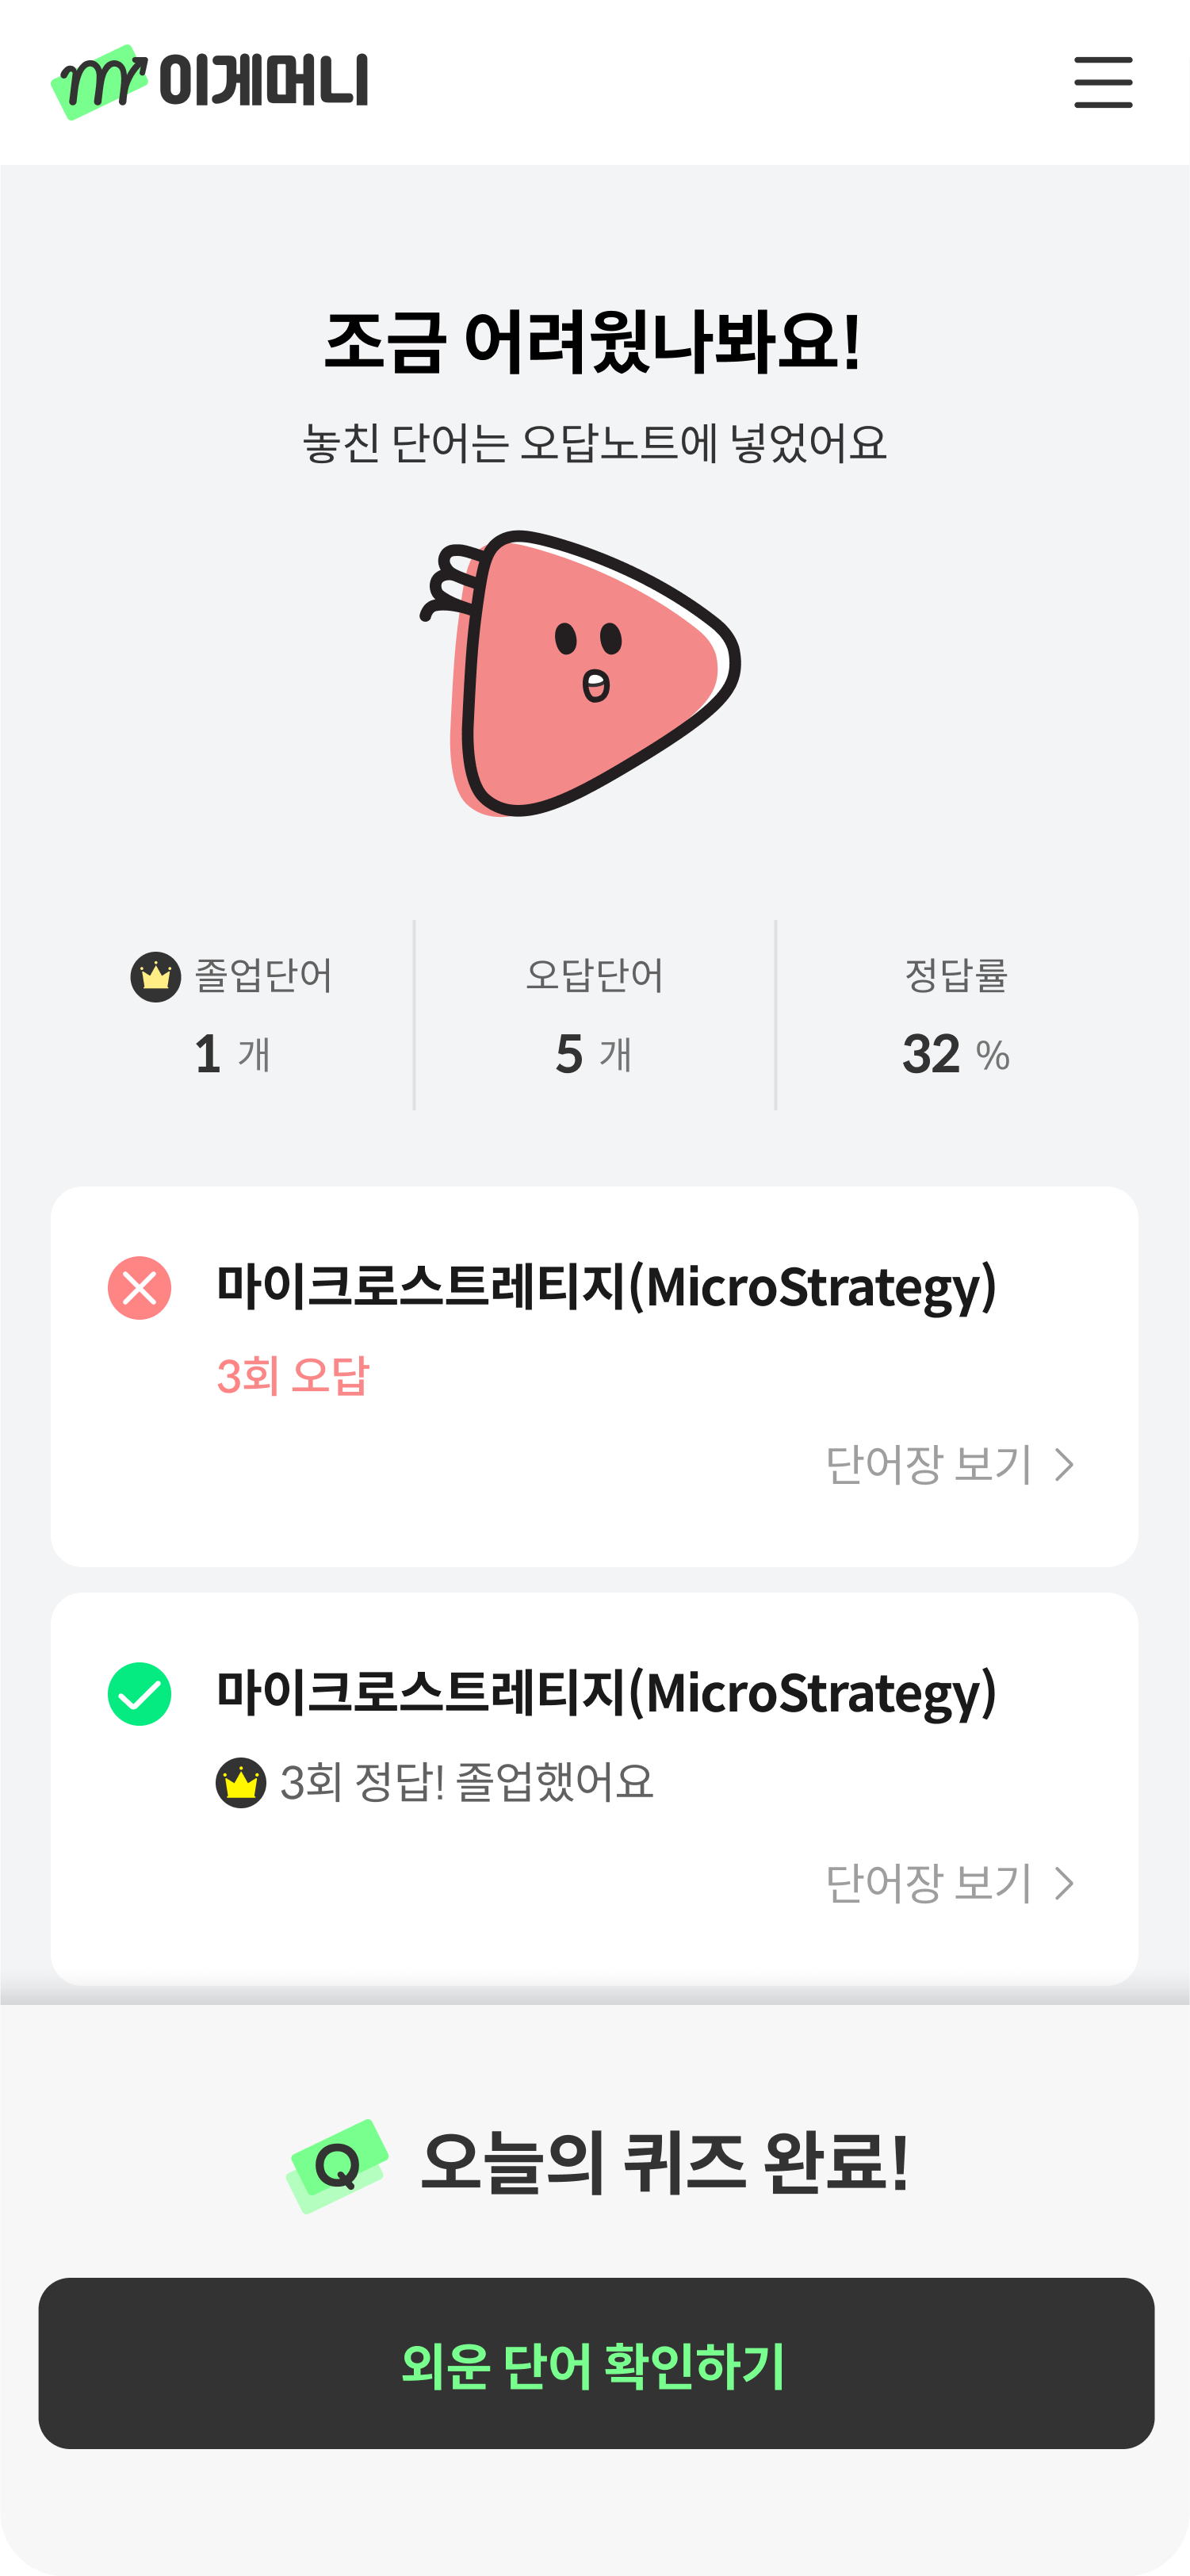 이게머니
조금 어려웠나봐요!
놓친 단어는 오답노트에 넣었어요
졸업단어
1 개
오답단어
5 개
정답률
32 %
마이크로스트레티지(MicroStrategy)
3회 오답
단어장 보기
마이크로스트레티지(MicroStrategy)
3회 정답! 졸업했어요
단어장 보기
Q 오늘의 퀴즈 완료!
외운 단어 확인하기